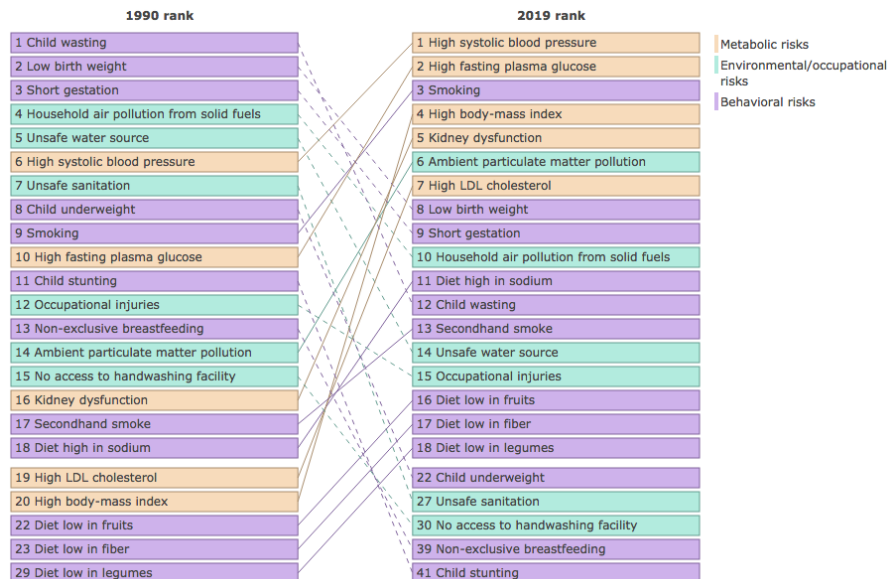 1990 rank
2019 rank
1 Child wasting
2 Low birth weight
3 Short gestation
4 Household air pollution from solid fuels
5 Unsafe water source
6 High systolic blood pressure
7 Unsafe sanitation
8 Child underweight
9 Smoking
10 High fasting plasma glucose
11 Child stunting
12 Occupational injuries
13 Non-exclusive breastfeeding
14 Ambient particulate matter pollution
15 No access to handwashing facility
16 Kidney dysfunction
17 Secondhand smoke
18 Diet high in sodium
19 High LDL cholesterol
20 High body-mass index
22 Diet low in fruits
23 Diet low in fiber
29 Diet low in legumes
1 High systolic blood pressure
2 High fasting plasma glucose
3 Smoking
4 High body-mass index
5 Kidney dysfunction
6 Ambient particulate matter pollution
7 High LDL cholesterol
8 Low birth weight
9 Short gestation
10 Household air pollution from solid fuels
11 Diet high in sodium
12 Child wasting
13 Secondhand smoke
14 Unsafe water source
15 Occupational injuries
16 Diet low in fruits
17 Diet low in fiber
18 Diet low in legumes
22 Child underweight
27 Unsafe sanitation
30 No access to handwashing facility
39 Non-exclusive breastfeeding
41 Child stunting
Metabolic risks
Environmental/occupational
risks
Behavioral risks